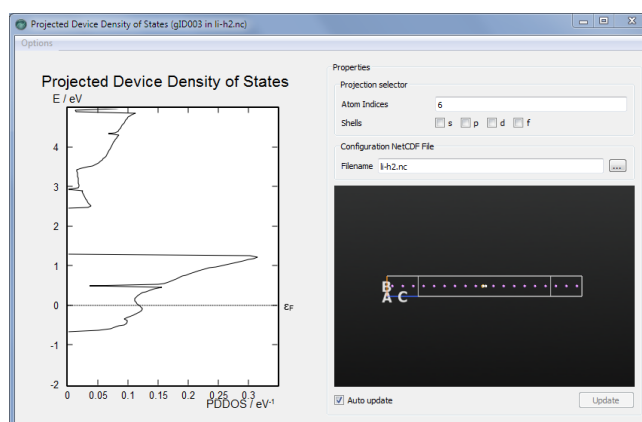 Projected Device Density of States (gID003 in li-h2.nc)
Options
Projected Device Density of States
E / eV
4
3
2
1
0
-1
-2
εF
0
0.05
0.1
0.15
0.2
0.25
0.3
PDDOS / eV-1
Properties
Projection selector
Atom Indices
6
Shells
s
p
d
f
Configuration NetCDF File
Filename
li-h2.nc
...
B
A C
Auto update
Update